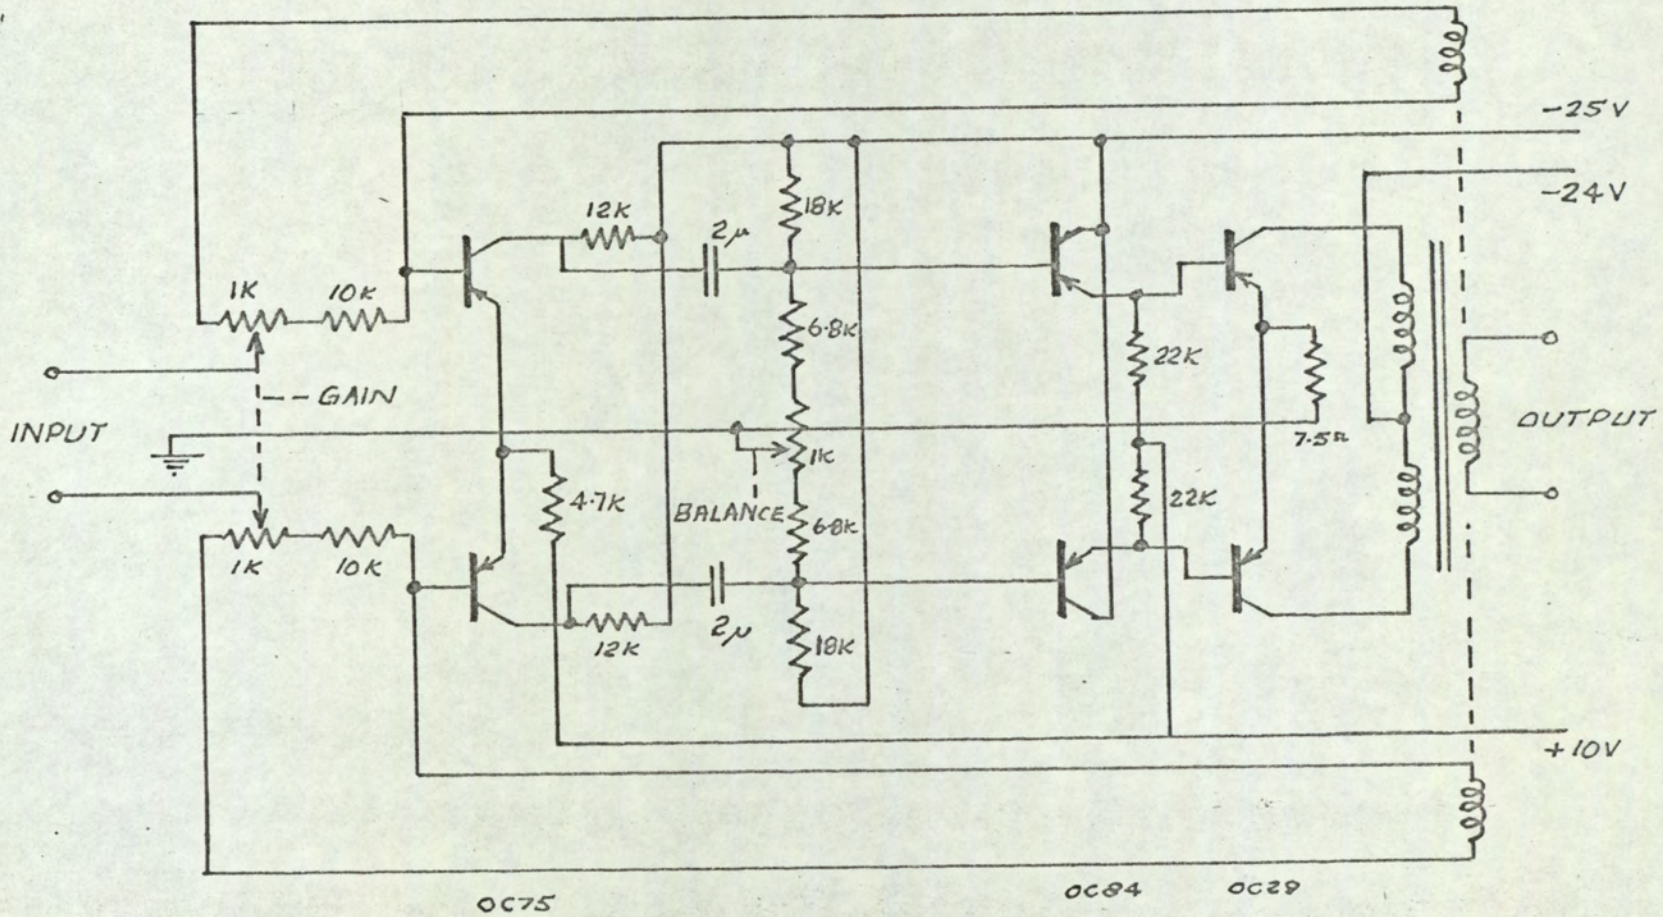 -25V
-24V
12K
18K
2μ
1K
10K
6.8K
22K
GAIN
INPUT
7.5Ω
OUTPUT
1K
4.7K
BALANCE
22K
6.8K
1K
10K
2μ
12K
18K
+10V
OC75
OC84
OC29